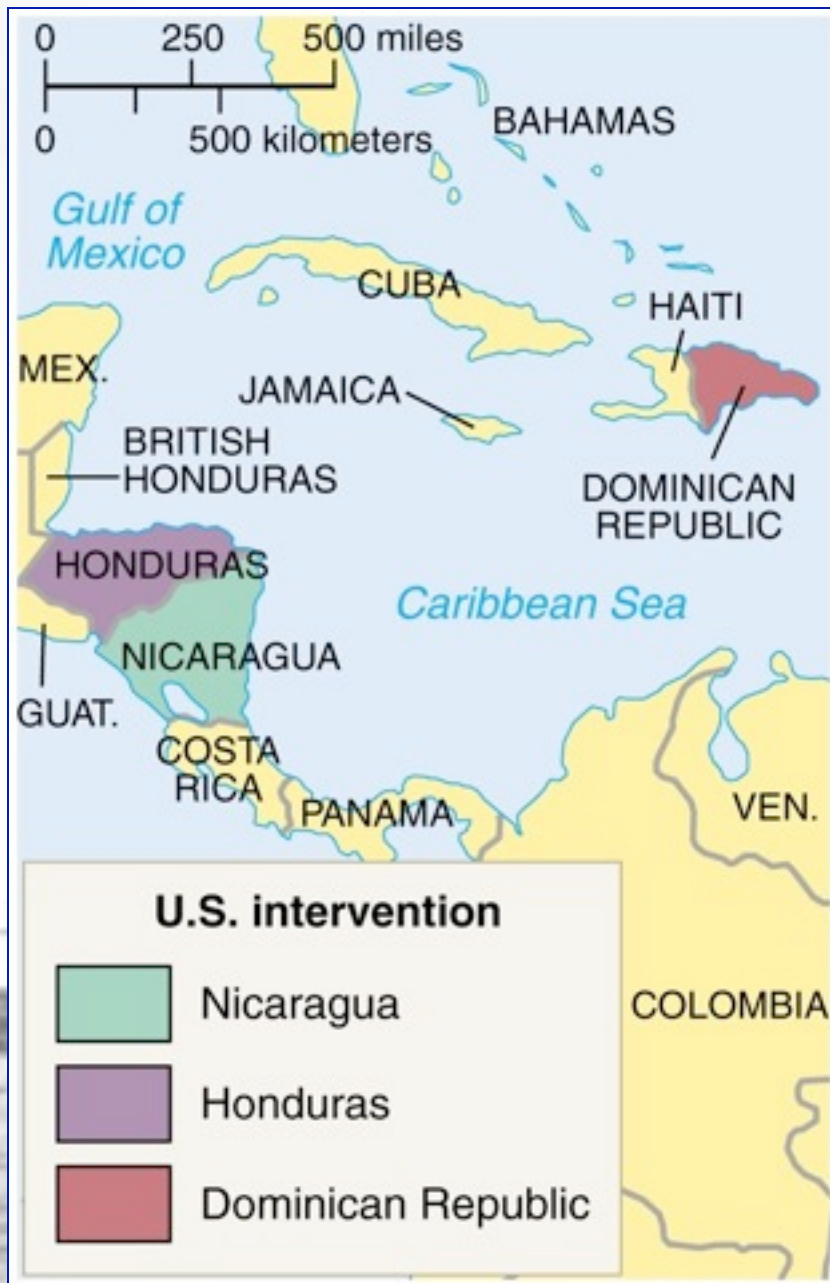 0 250 500 miles
0 500 kilometers
BAHAMAS
Gulf of
Mexico
CUBA
HAITI
MEX.
JAMAICA
BRITISH
HONDURAS
DOMINICAN
REPUBLIC
HONDURAS
Caribbean Sea
NICARAGUA
GUAT.
COSTA
RICA
PANAMA
VEN.
COLOMBIA
U.S. intervention
Nicaragua
Honduras
Dominican Republic